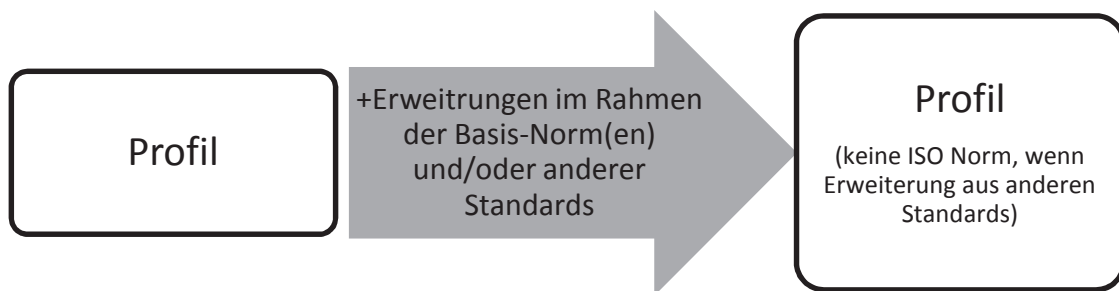 Profil
+Erweitrungen im Rahmen
der Basis-Norm(en)
und/oder anderer
Standards
Profil
(keine ISO Norm, wenn
Erweiterung aus anderen
Standards)